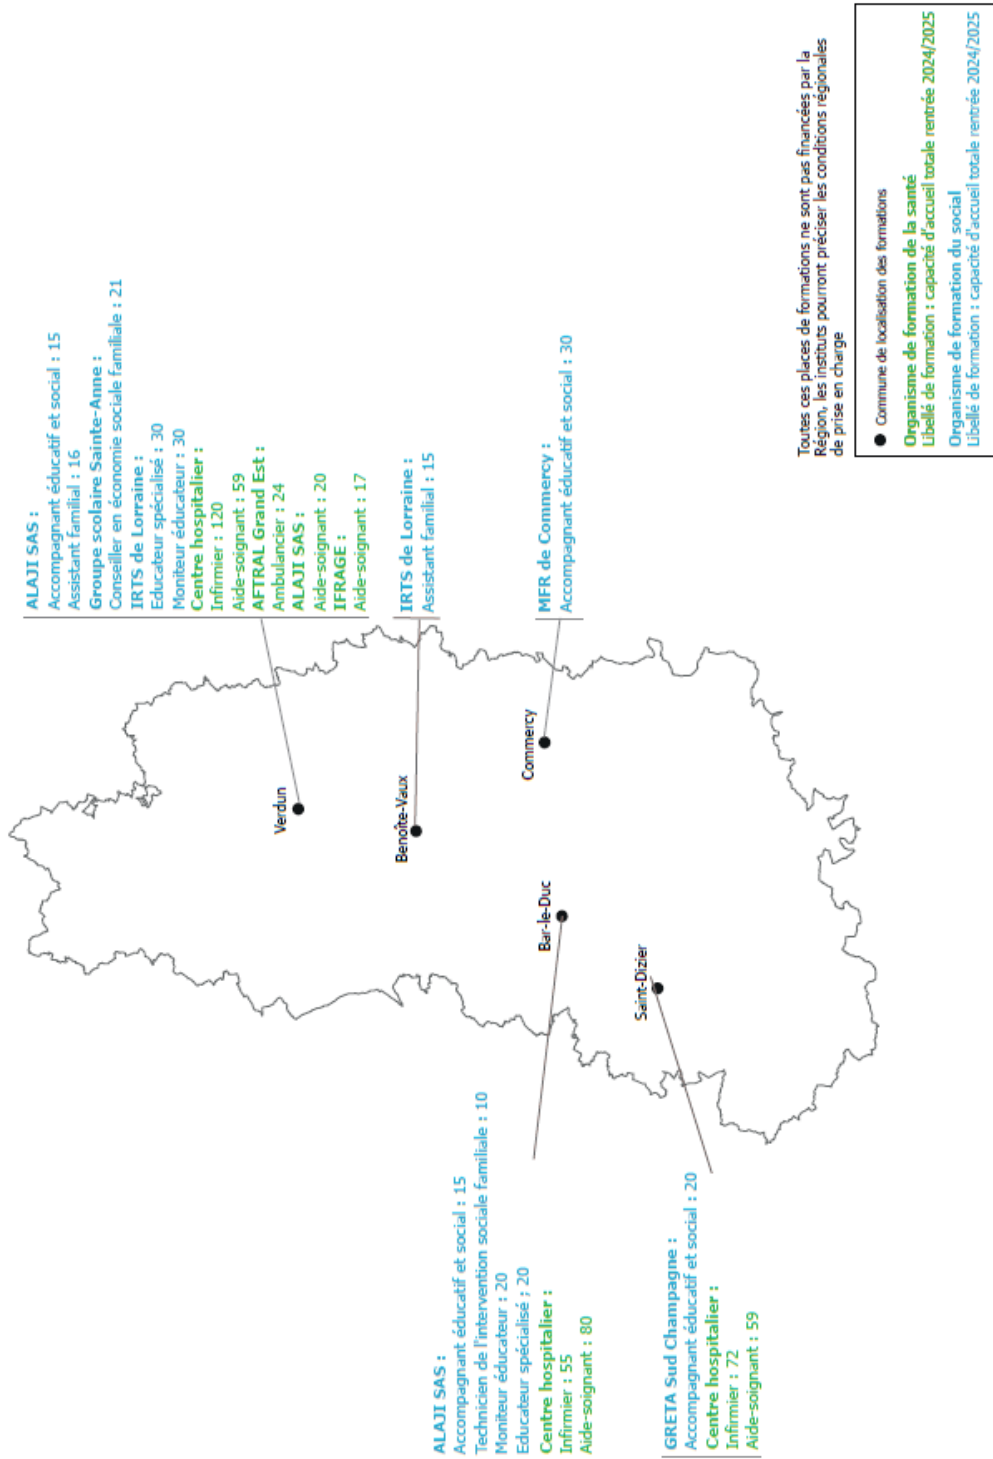 ALAJI SAS :
Accompagnant éducatif et social : 15
Assistant familial : 16
Groupe scolaire Sainte-Anne :
Conseiller en économie sociale familiale : 21
IRTS de Lorraine :
Educateur spécialisé : 30
Moniteur éducateur : 30
Centre hospitalier :
Infirmier : 120
Aide-soignant : 59
AFTRAL Grand Est :
Ambulancier : 24
ALAJI SAS :
Aide-soignant : 20
IFRAGE :
Aide-soignant : 17
Verdun
IRTS de Lorraine :
Assistant familial : 15
Benoîte-Vaux
MFR de Commercy :
Accompagnant éducatif et social : 30
Commercy
ALAJI SAS :
Accompagnant éducatif et social : 15
Technicien de l'intervention sociale familiale : 10
Moniteur éducateur : 20
Educateur spécialisé ; 20
Centre hospitalier :
Infirmier : 55
Aide-soignant : 80
Bar-le-Duc
Saint-Dizier
GRETA Sud Champagne :
Accompagnant éducatif et social : 20
Centre hospitalier :
Infirmier : 72
Aide-soignant : 59
Toutes ces places de formations ne sont pas financées par la
Région, les instituts pourront préciser les conditions régionales
de prise en charge
Commune de localisation des formations
Organisme de formation de la santé
Libellé de formation : capacité d'accueil totale rentrée 2024/2025
Organisme de formation du social
Libellé de formation : capacité d'accueil totale rentrée 2024/2025